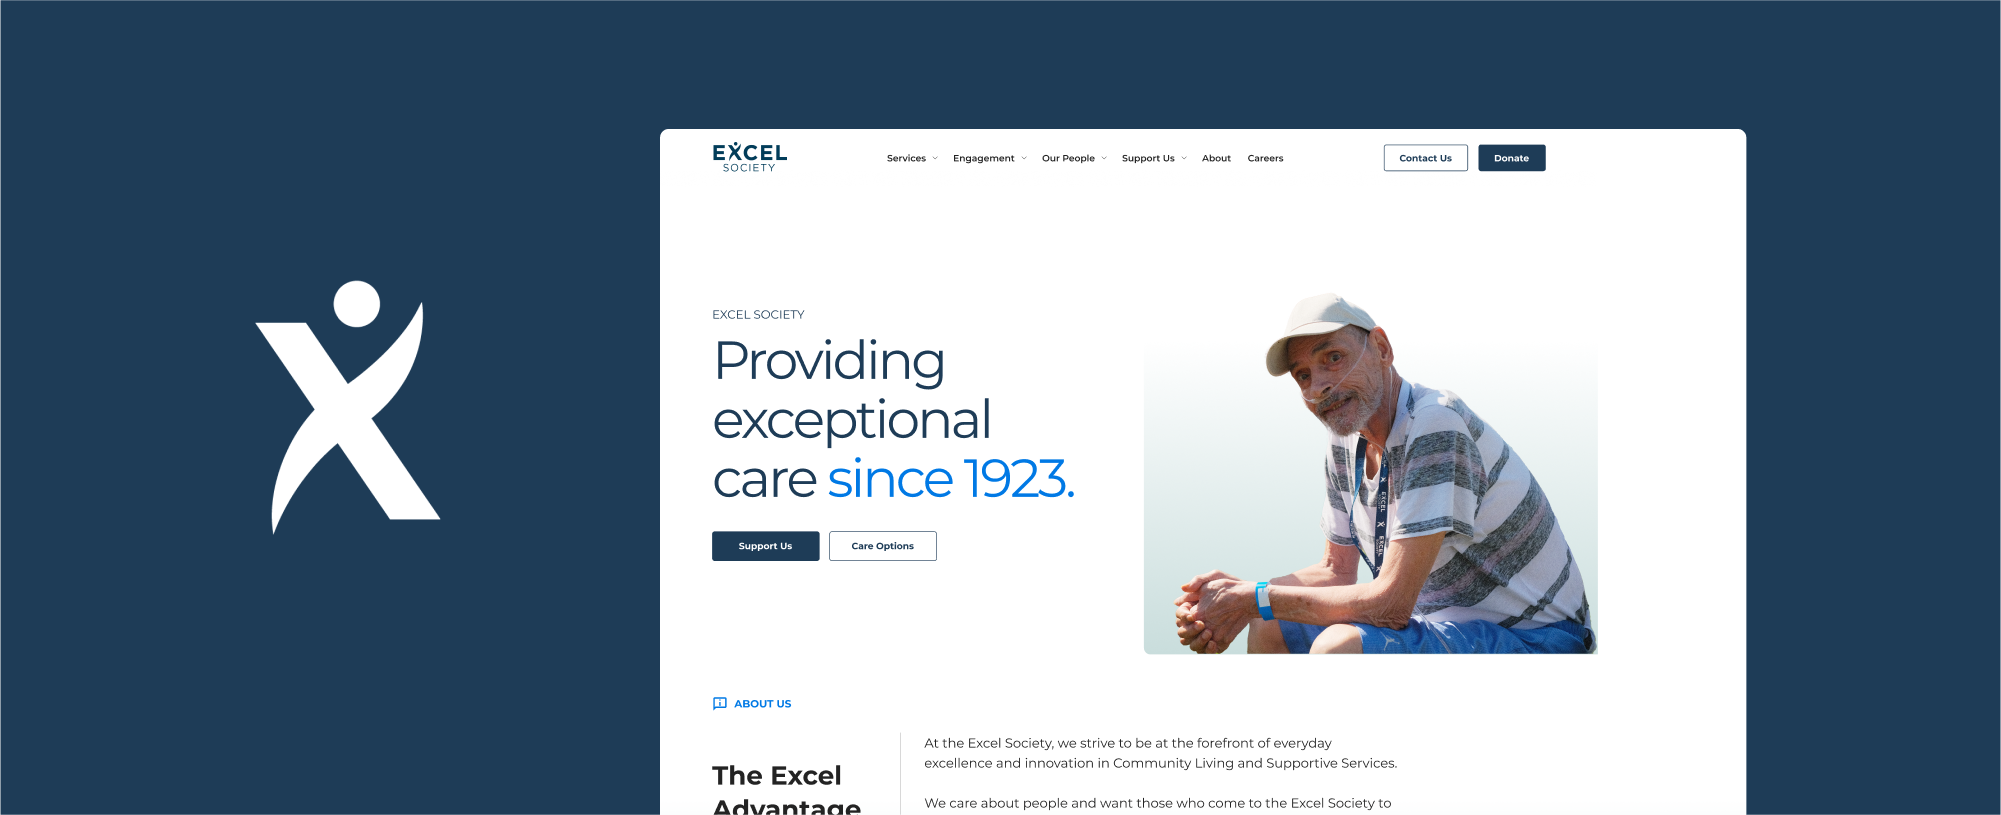 EXCEL
SOCIETY
Services
Engagement
Our People
Support Us
About
Careers
Contact Us
Donate
EXCEL SOCIETY
Providing
exceptional
care since 1923.
Support Us
Care Options
EXCEL
EXCEL
ABOUT US
The Excel
Advantage
At the Excel Society, we strive to be at the forefront of everyday
excellence and innovation in Community Living and Supportive Services.
We care about people and want those who come to the Excel Society to